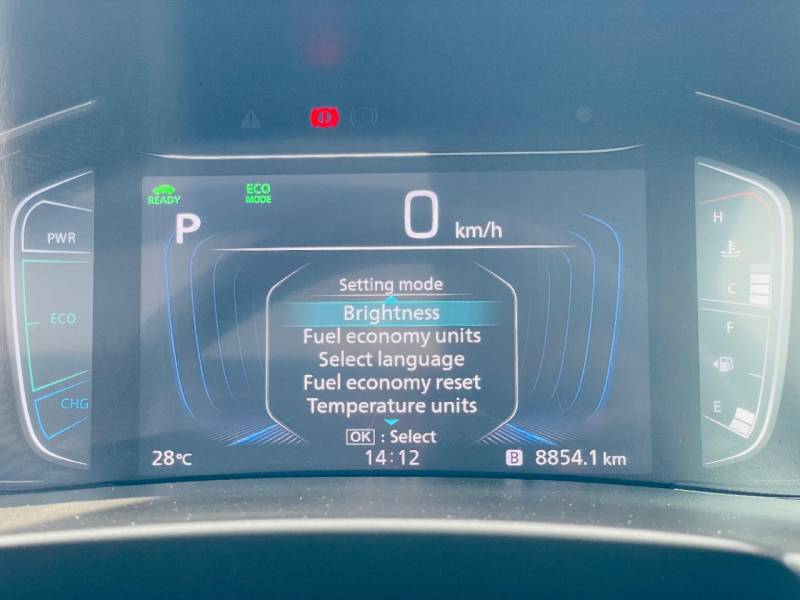 READY
ECO
MODE
P
0 km/h
PWR
ECO
CHG
Setting mode
Brightness
Fuel economy units
Select language
Fuel economy reset
Temperature units
OK : Select
28°C
14:12
B 8854.1 km
H
C
F
E